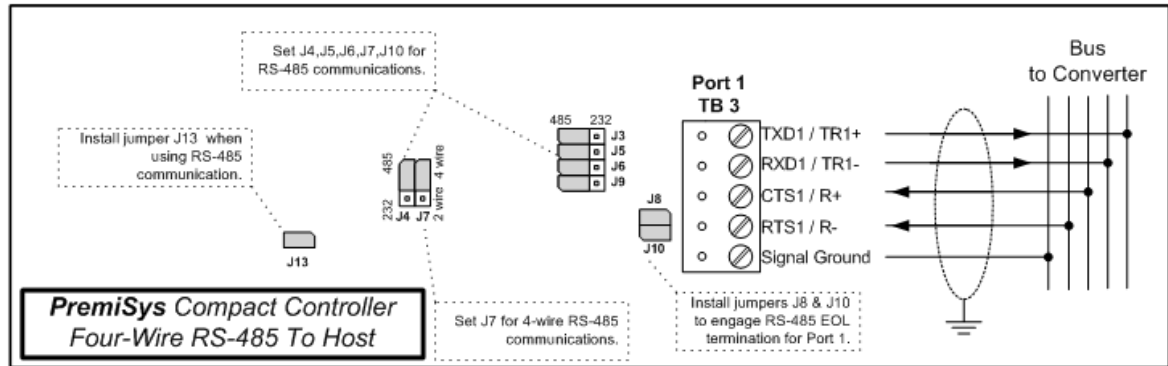 Set J4,J5,J6,J7,J10 for
RS-485 communications.
Install jumper J13 when
using RS-485
communication.
J13
485
4 wire
232
2 wire
J4
J7
485
232
J3
J5
J6
J9
J8
J10
Port 1
TB 3
TXD1 / TR1+
RXD1 / TR1-
CTS1 / R+
RTS1 / R-
Signal Ground
Bus
to Converter
Set J7 for 4-wire RS-485
communications.
Install jumpers J8 & J10
to engage RS-485 EOL
termination for Port 1.
PremiSys Compact Controller
Four-Wire RS-485 To Host